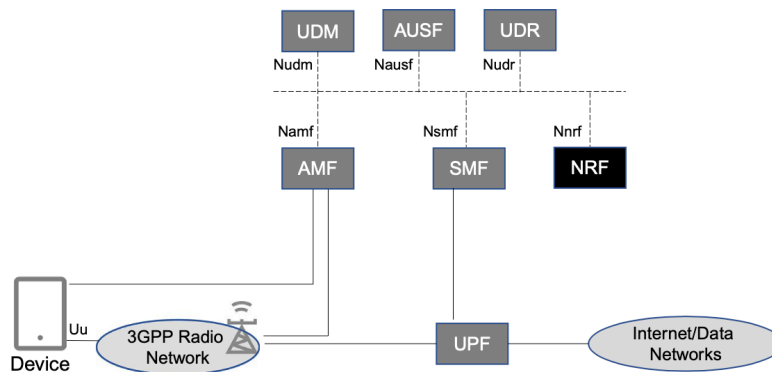 UDM
AUSF
UDR
Nudm
Nausf
Nudr
Namf
Nsmf
Nnrf
AMF
SMF
NRF
Uu
3GPP Radio
Network
UPF
Internet/Data
Networks
Device